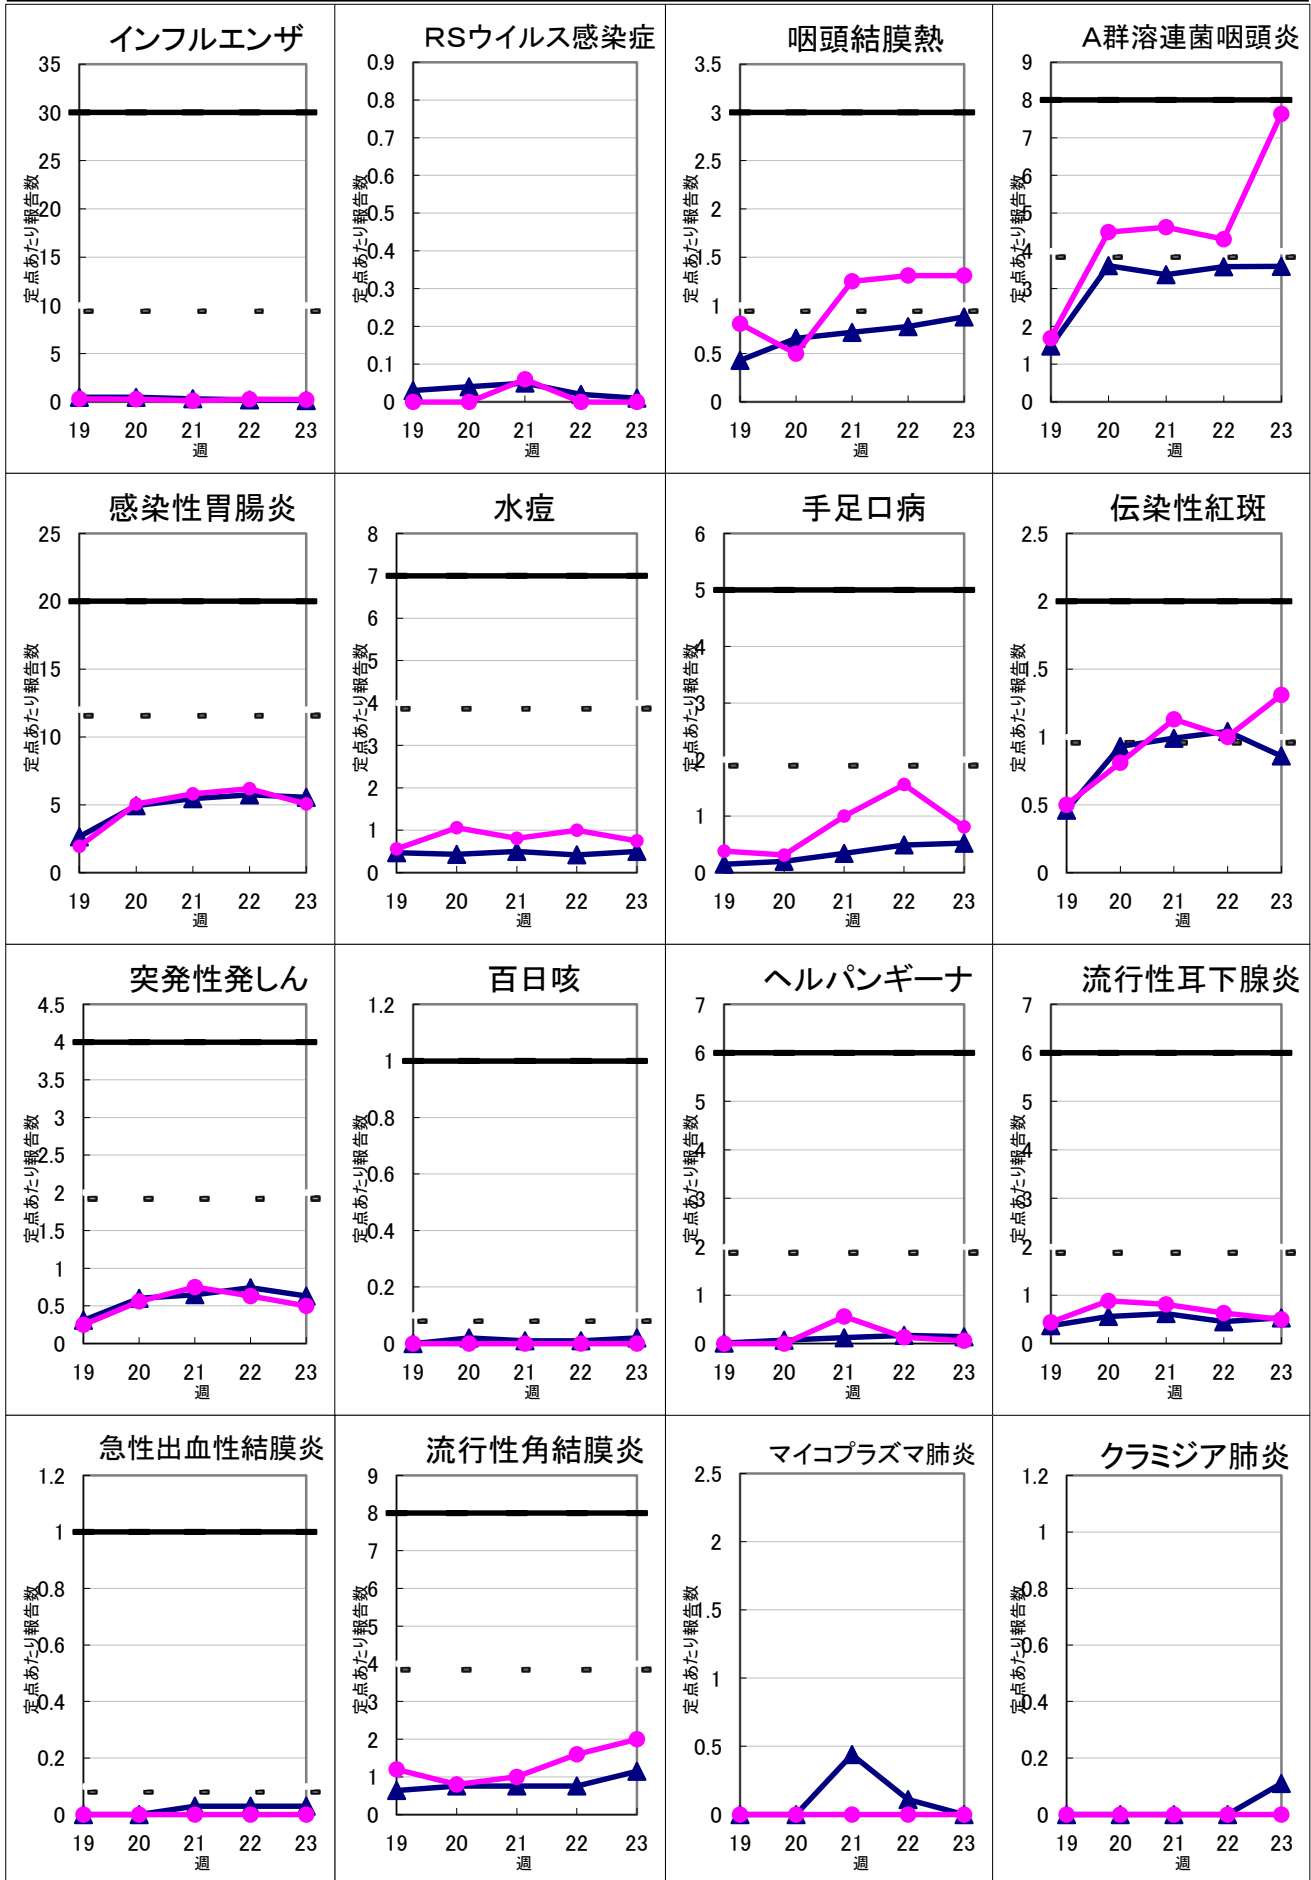 インフルエンザ
35
30
25
20
15
10
5
0
定点あたり報告数
19 20 21 22 23
週
RSウイルス感染症
0.9
0.8
0.7
0.6
0.5
0.4
0.3
0.2
0.1
0
定点あたり報告数
19 20 21 22 23
週
咽頭結膜熱
3.5
3
2.5
2
1.5
1
0.5
0
定点あたり報告数
19 20 21 22 23
週
A群溶連菌咽頭炎
9
8
7
6
5
4
3
2
1
0
定点あたり報告数
19 20 21 22 23
週
感染性胃腸炎
25
20
15
10
5
0
定点あたり報告数
19 20 21 22 23
週
水痘
8
7
6
5
4
3
2
1
0
定点あたり報告数
19 20 21 22 23
週
手足口病
6
5
4
3
2
1
0
定点あたり報告数
19 20 21 22 23
週
伝染性紅斑
2.5
2
1.5
1
0.5
0
定点あたり報告数
19 20 21 22 23
週
突発性発しん
4.5
4
3.5
3
2.5
2
1.5
1
0.5
0
定点あたり報告数
19 20 21 22 23
週
百日咳
1.2
1
0.8
0.6
0.4
0.2
0
定点あたり報告数
19 20 21 22 23
週
ヘルパンギーナ
7
6
5
4
3
2
1
0
定点あたり報告数
19 20 21 22 23
週
流行性耳下腺炎
7
6
5
4
3
2
1
0
定点あたり報告数
19 20 21 22 23
週
急性出血性結膜炎
1.2
1
0.8
0.6
0.4
0.2
0
定点あたり報告数
19 20 21 22 23
週
流行性角結膜炎
9
8
7
6
5
4
3
2
1
0
定点あたり報告数
19 20 21 22 23
週
マイコプラズマ肺炎
2.5
2
1.5
1
0.5
0
定点あたり報告数
19 20 21 22 23
週
クラミジア肺炎
1.2
1
0.8
0.6
0.4
0.2
0
定点あたり報告数
19 20 21 22 23
週